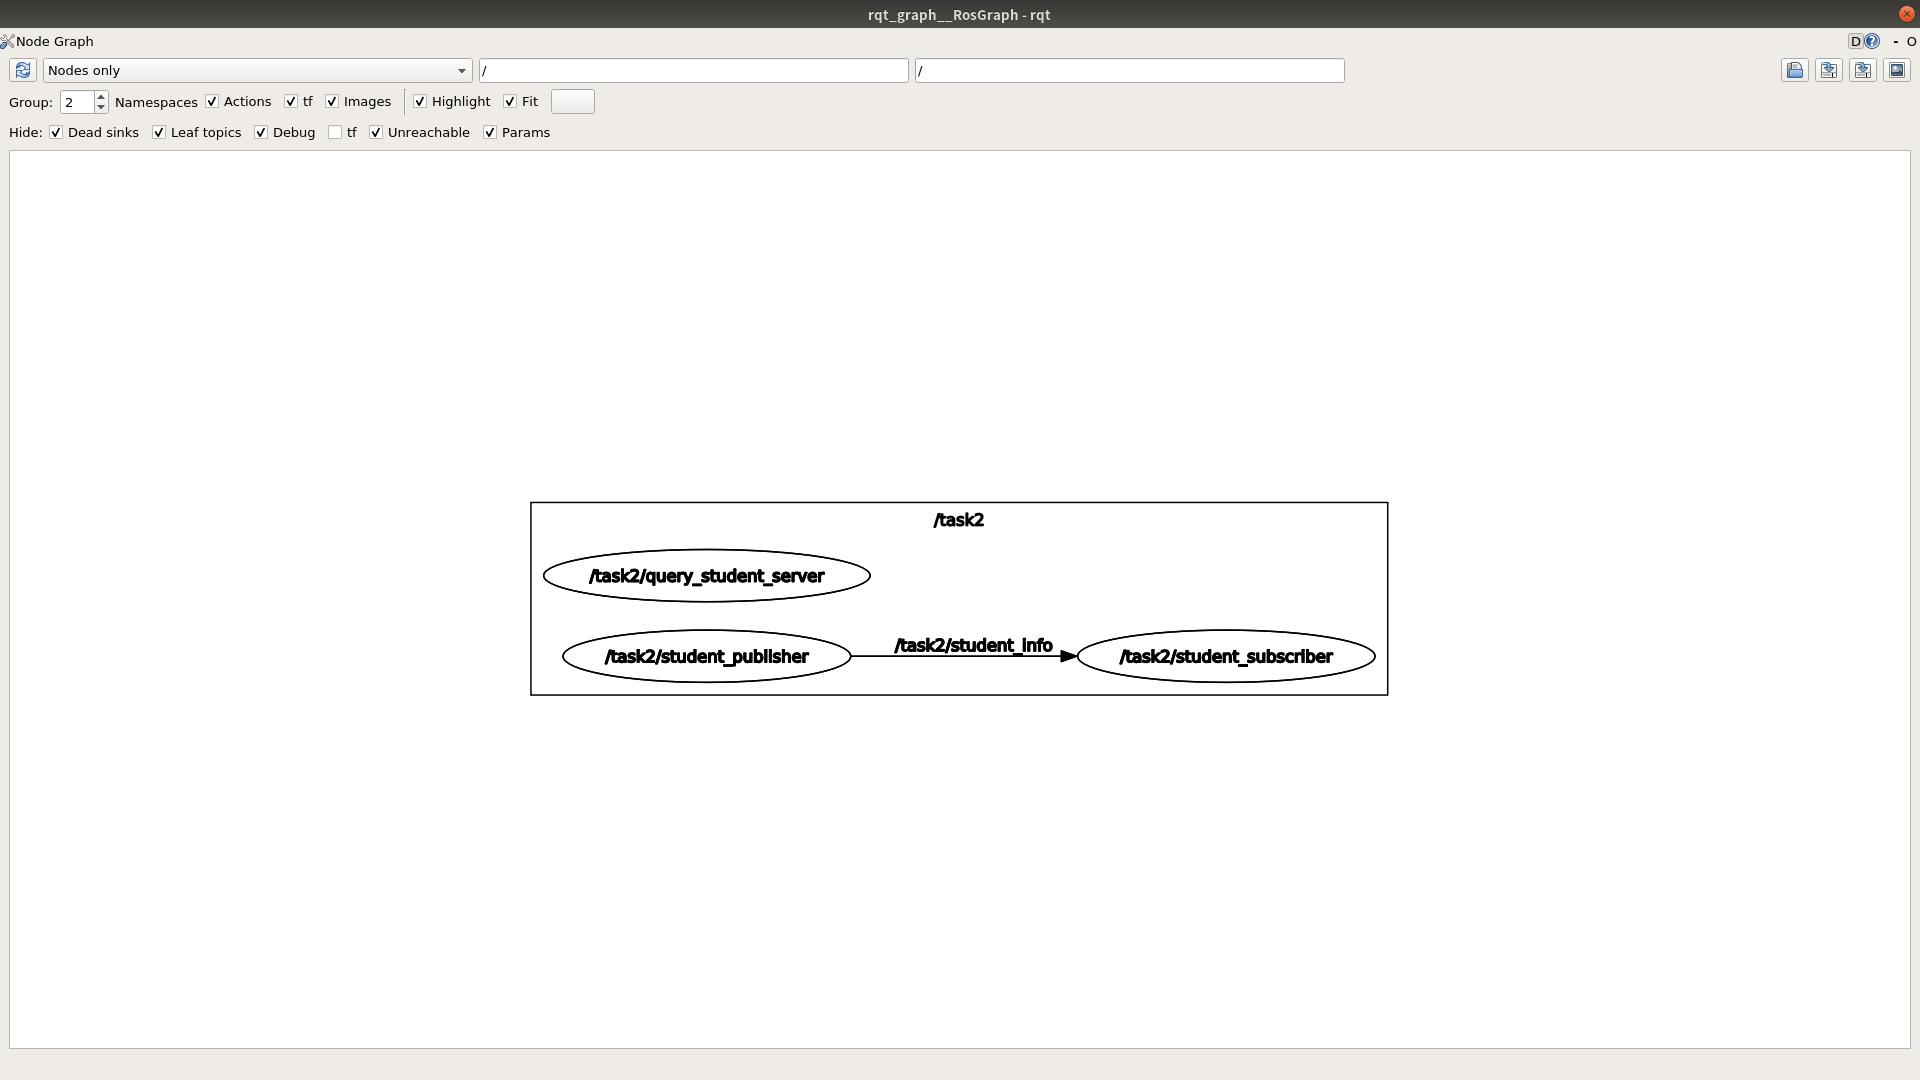 rqt_graph__RosGraph - rqt
Node Graph D ? - O
Nodes only / /
Group: 2 Namespaces Actions tf Images Highlight Fit
Hide: Dead sinks Leaf topics Debug tf Unreachable Params
/task2
/task2/query_student_server
/task2/student_publisher /task2/student_info /task2/student_subscriber